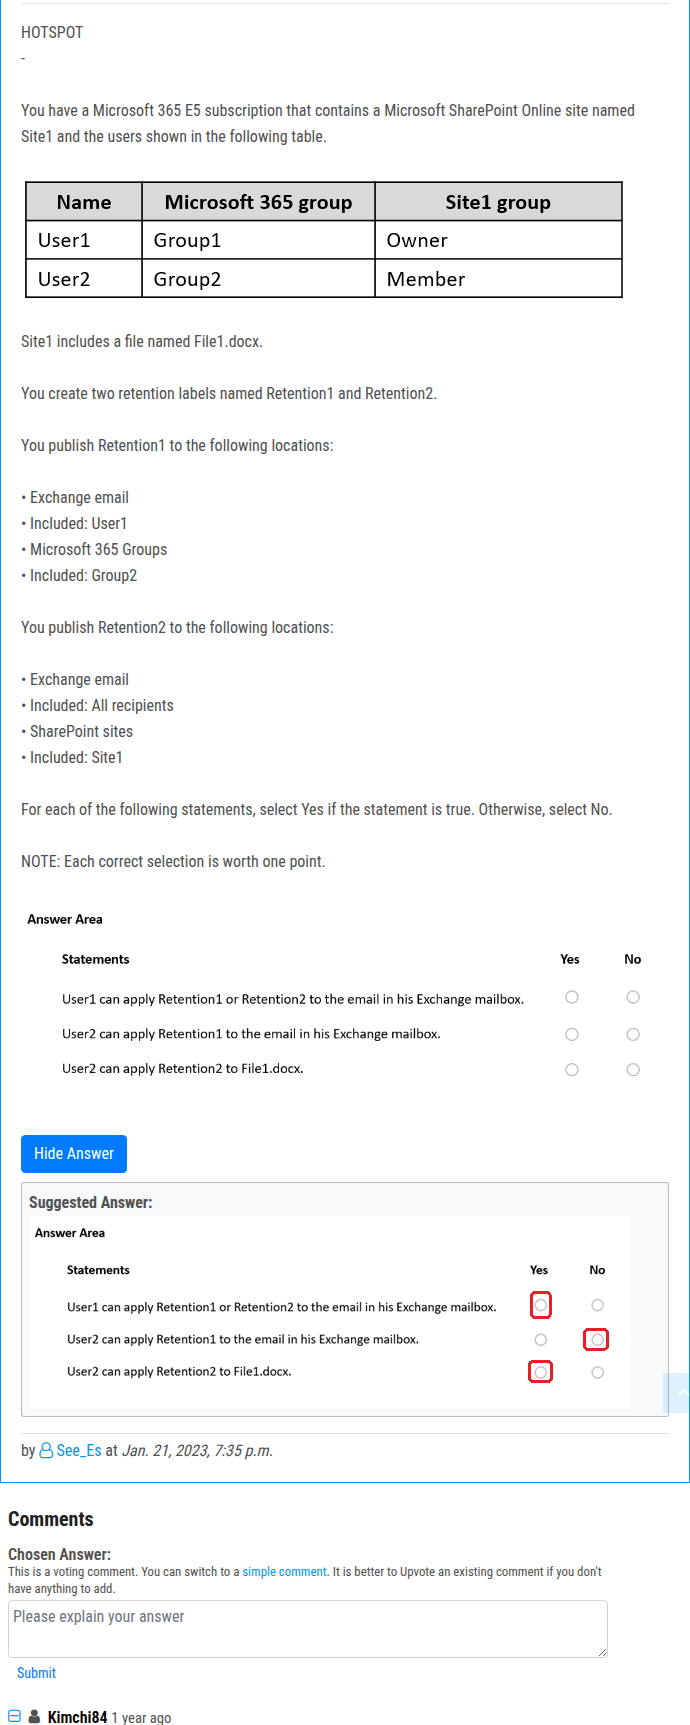 HOTSPOT
-
You have a Microsoft 365 E5 subscription that contains a Microsoft SharePoint Online site named
Site1 and the users shown in the following table.
Name Microsoft 365 group Site1 group
User1 Group1 Owner
User2 Group2 Member
Site1 includes a file named File1.docx.
You create two retention labels named Retention1 and Retention2.
You publish Retention1 to the following locations:
• Exchange email
• Included: User1
• Microsoft 365 Groups
• Included: Group2
You publish Retention2 to the following locations:
• Exchange email
• Included: All recipients
• SharePoint sites
• Included: Site1
For each of the following statements, select Yes if the statement is true. Otherwise, select No.
NOTE: Each correct selection is worth one point.
Answer Area
Statements Yes No
User1 can apply Retention1 or Retention2 to the email in his Exchange mailbox.
User2 can apply Retention1 to the email in his Exchange mailbox.
User2 can apply Retention2 to File1.docx.
Hide Answer
Suggested Answer:
Answer Area
Statements Yes No
User1 can apply Retention1 or Retention2 to the email in his Exchange mailbox.
User2 can apply Retention1 to the email in his Exchange mailbox.
User2 can apply Retention2 to File1.docx.
by See_Es at Jan. 21, 2023, 7:35 p.m.
Comments
Chosen Answer:
This is a voting comment. You can switch to a simple comment. It is better to Upvote an existing comment if you don't
have anything to add.
Please explain your answer
Submit
Kimchi84 1 year ago